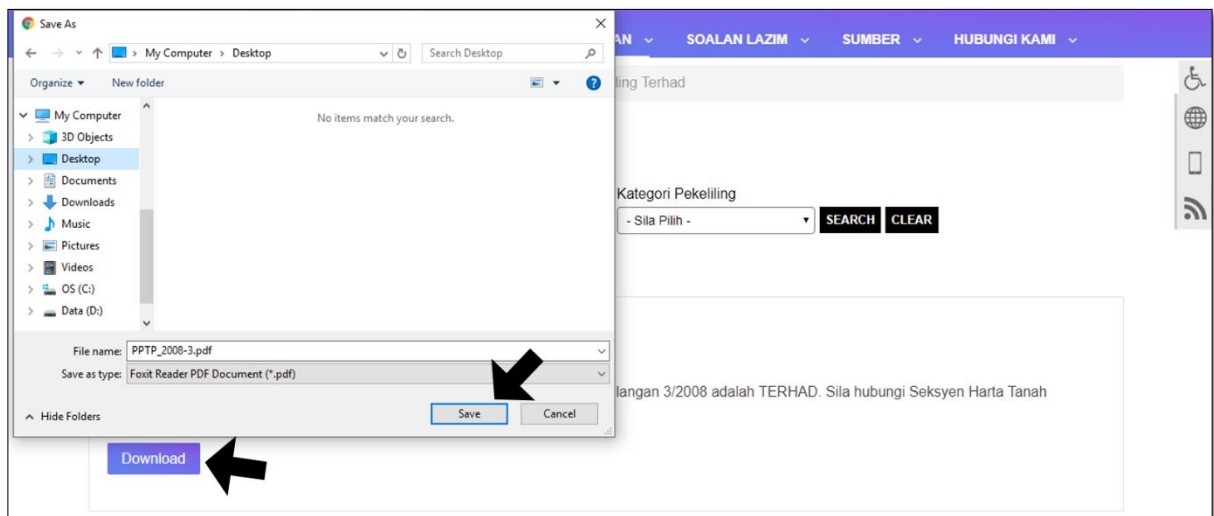 Save As
My Computer > Desktop
Search Desktop
Organize
New folder
No items match your search.
My Computer
3D Objects
Desktop
Documents
Downloads
Music
Pictures
Videos
OS (C:)
Data (D:)
File name: PPTP_2008-3.pdf
Save as type: Foxit Reader PDF Document (*.pdf)
Hide Folders
Save
Cancel
AN
SOALAN LAZIM
SUMBER
HUBUNGI KAMI
ling Terhad
Kategori Pekeliling
- Sila Pilih -
SEARCH
CLEAR
langan 3/2008 adalah TERHAD. Sila hubungi Seksyen Harta Tanah
Download